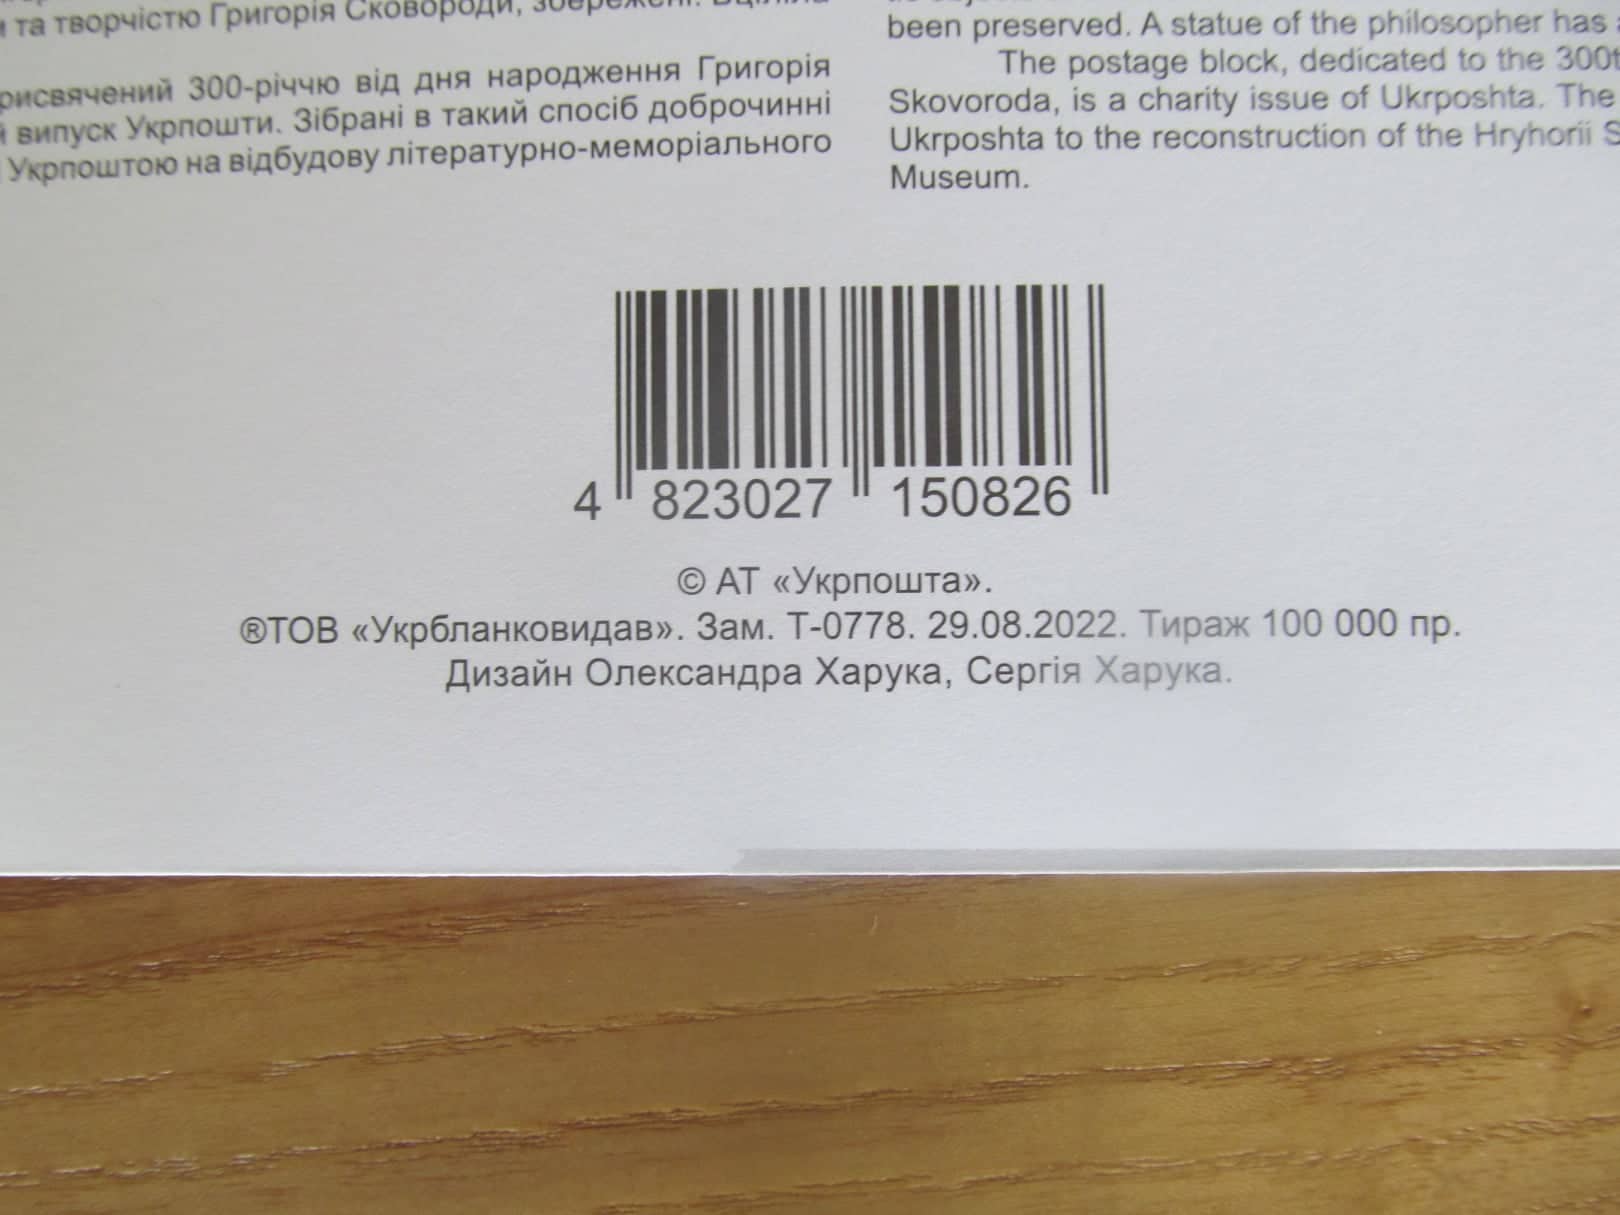 та творчістю Григорія Сковороди, збережені.
присвячений 300-річчю від дня народження Григорія
випуск Укрпошти. Зібрані в такий спосіб доброчинні
Укрпоштою на відбудову літературно-меморіального
been preserved. A statue of the philosopher has
The postage block, dedicated to the 300t
Skovoroda, is a charity issue of Ukrposhta. The
Ukrposhta to the reconstruction of the Hryhorii S
Museum.
4 823027 150826
© АТ «Укрпошта».
®ТОВ «Укрбланковидав». Зам. Т-0778. 29.08.2022. Тираж 100 000 пр.
Дизайн Олександра Харука, Сергія Харука.